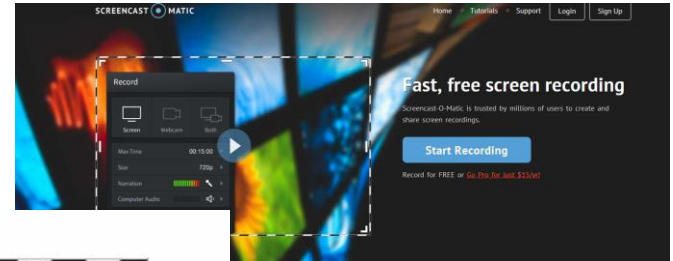 SCREENCAST MATIC
Home Tutorials Support Login Sign Up
Record
Screen Webcam Both
Max Time 00:15:00
Size 720p
Narration
Computer Audio
Fast, free screen recording
Screencast-O-Matic is trusted by millions of users to create and
share screen recordings.
Start Recording
Record for FREE or Go Pro for Just $15/yr!